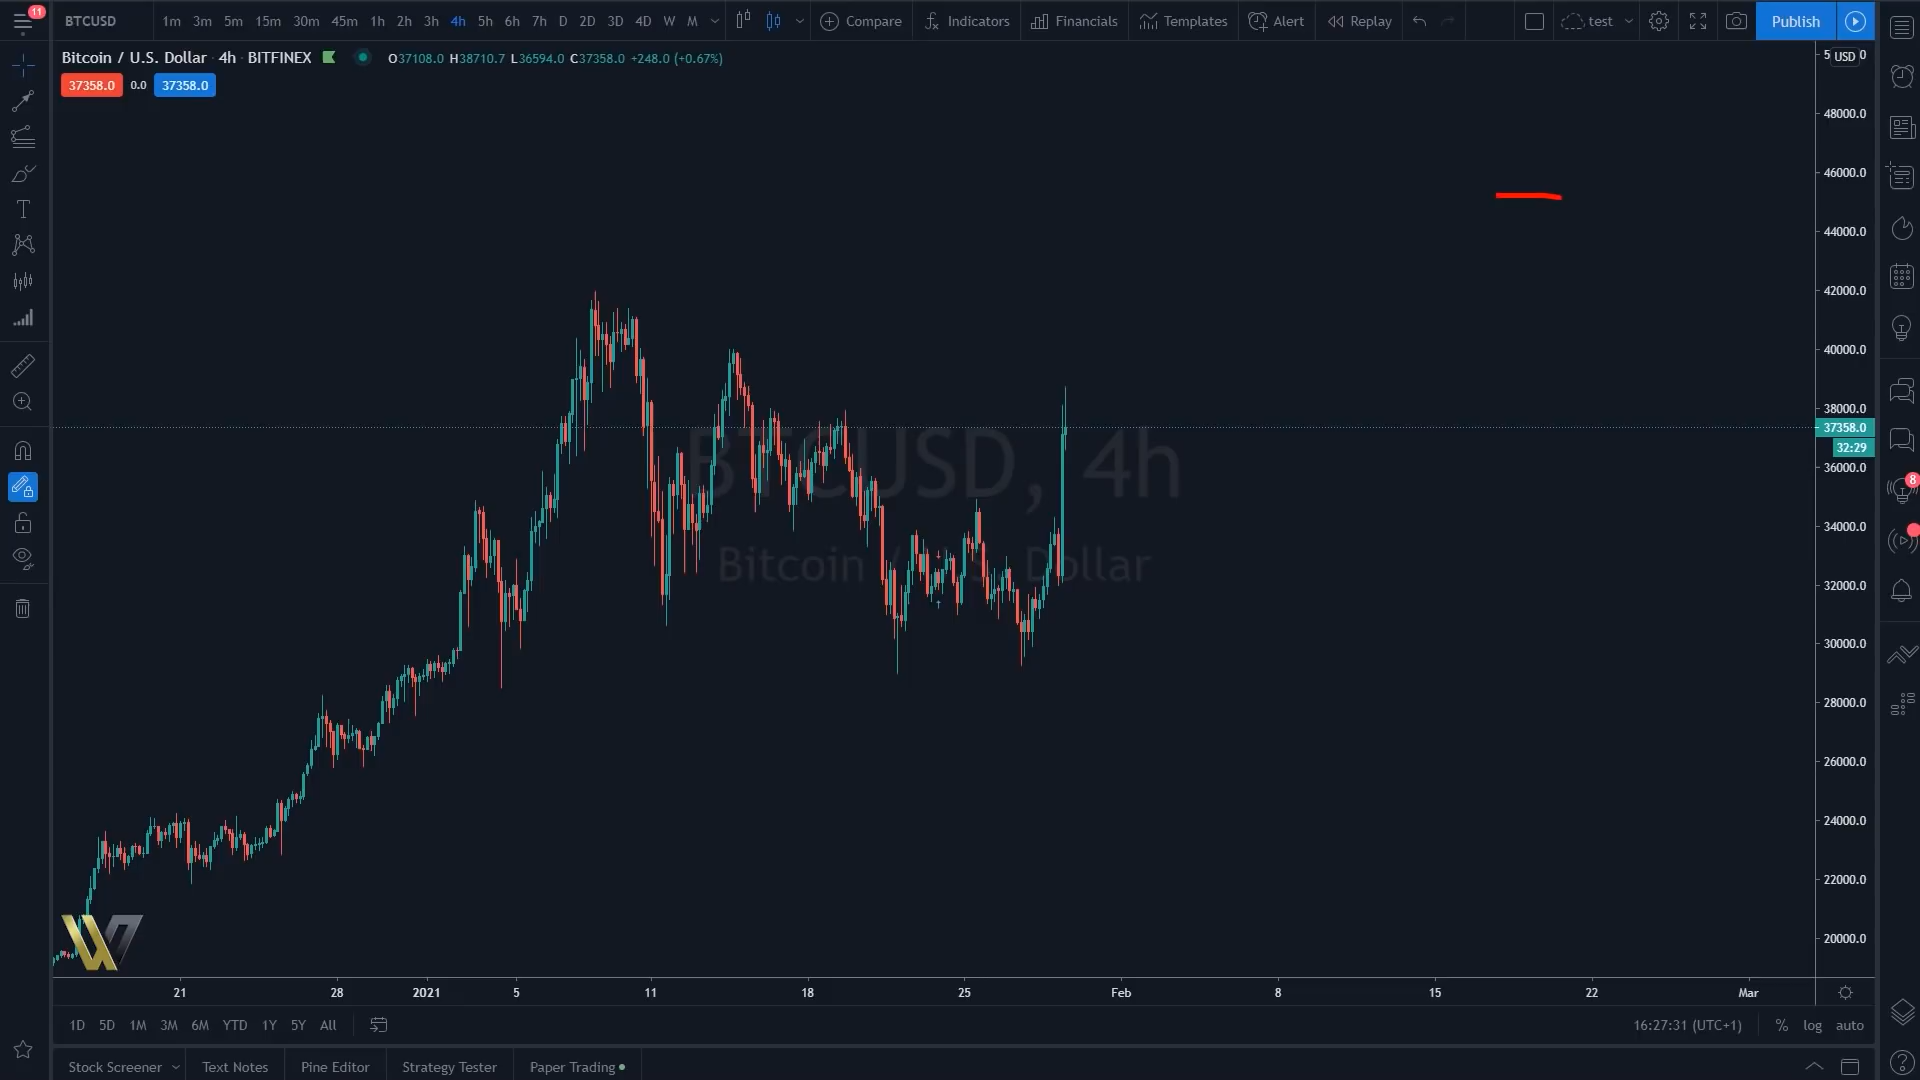 11
BTCUSD 1m 3m 5m 15m 30m 45m 1h 2h 3h 4h 5h 6h 7h D 2D 3D 4D W M Compare Indicators Financials Templates Alert Replay test Publish
Bitcoin / U.S. Dollar · 4h · BITFINEX O37108.0 H38710.7 L36594.0 C37358.0 +248.0 (+0.67%)
37358.0 0.0 37358.0
USD
48000.0
46000.0
44000.0
42000.0
40000.0
38000.0
37358.0
32:29
36000.0
34000.0
32000.0
30000.0
28000.0
26000.0
24000.0
22000.0
20000.0
8
BTCUSD, 4h
Bitcoin / U.S. Dollar
W
21 28 2021 5 11 18 25 Feb 8 15 22 Mar
1D 5D 1M 3M 6M YTD 1Y 5Y All 16:27:31 (UTC+1) % log auto
Stock Screener Text Notes Pine Editor Strategy Tester Paper Trading